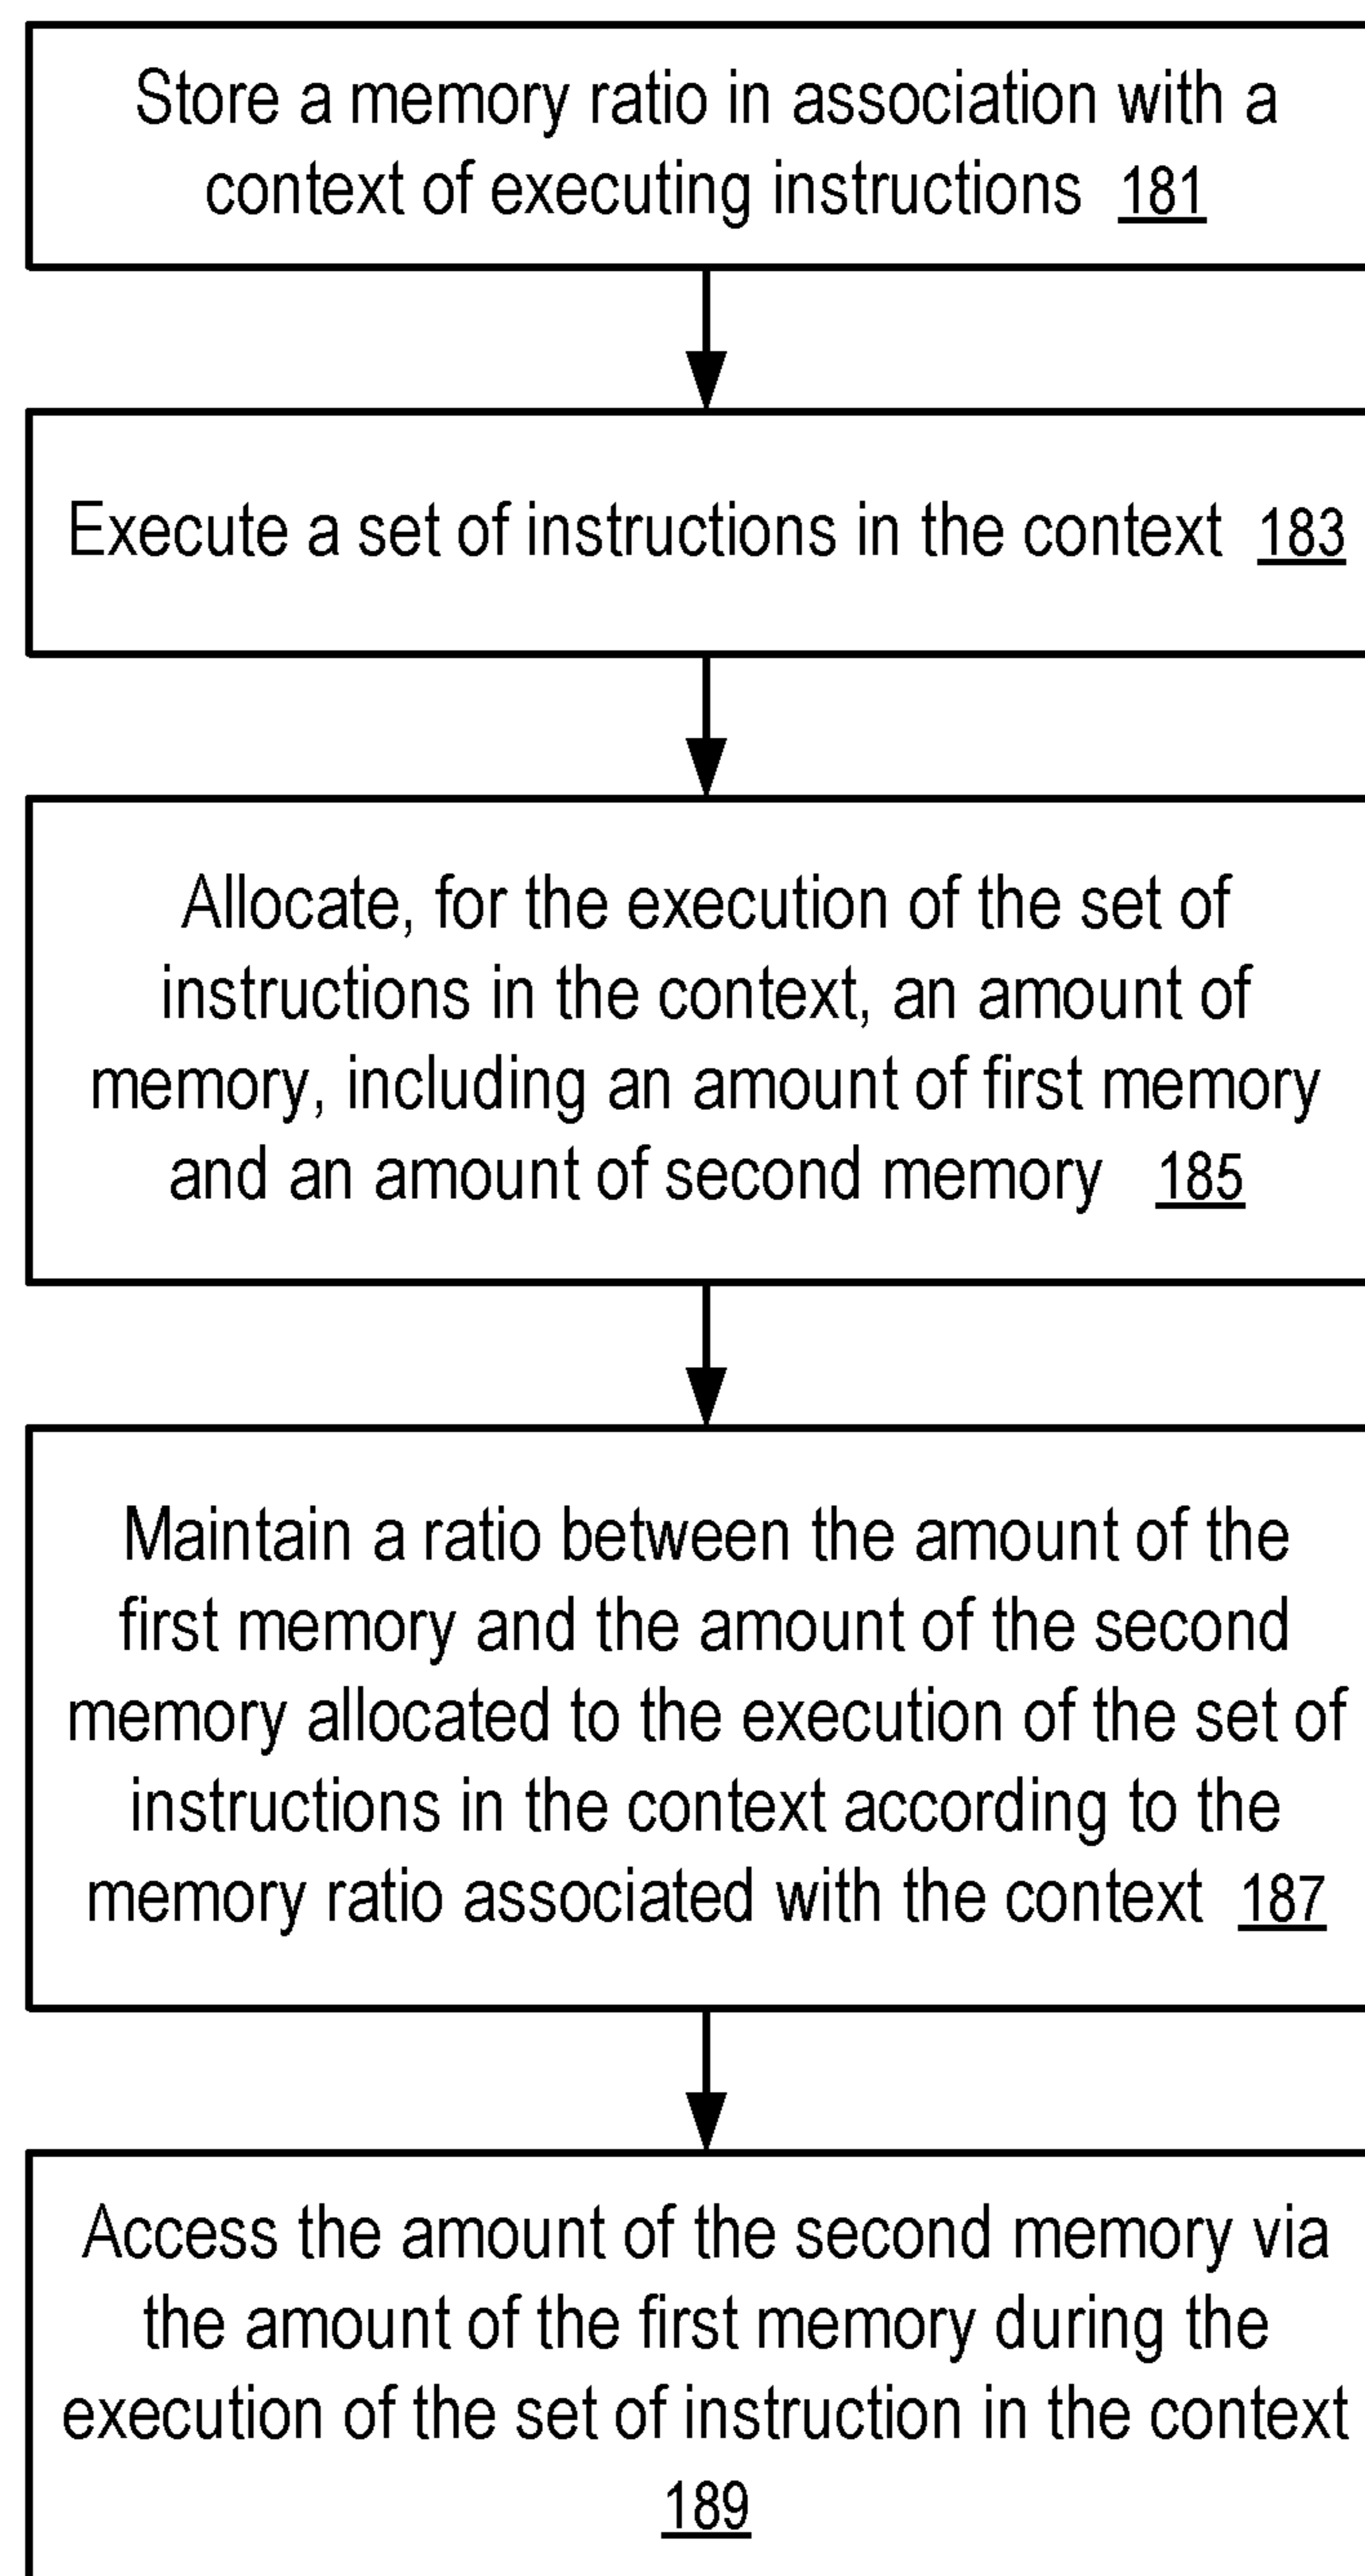 Store a memory ratio in association with a
context of executing instructions 181
Execute a set of instructions in the context 183
Allocate, for the execution of the set of
instructions in the context, an amount of
memory, including an amount of first memory
and an amount of second memory 185
Maintain a ratio between the amount of the
first memory and the amount of the second
memory allocated to the execution of the set of
instructions in the context according to the
memory ratio associated with the context 187
Access the amount of the second memory via
the amount of the first memory during the
execution of the set of instruction in the context
189